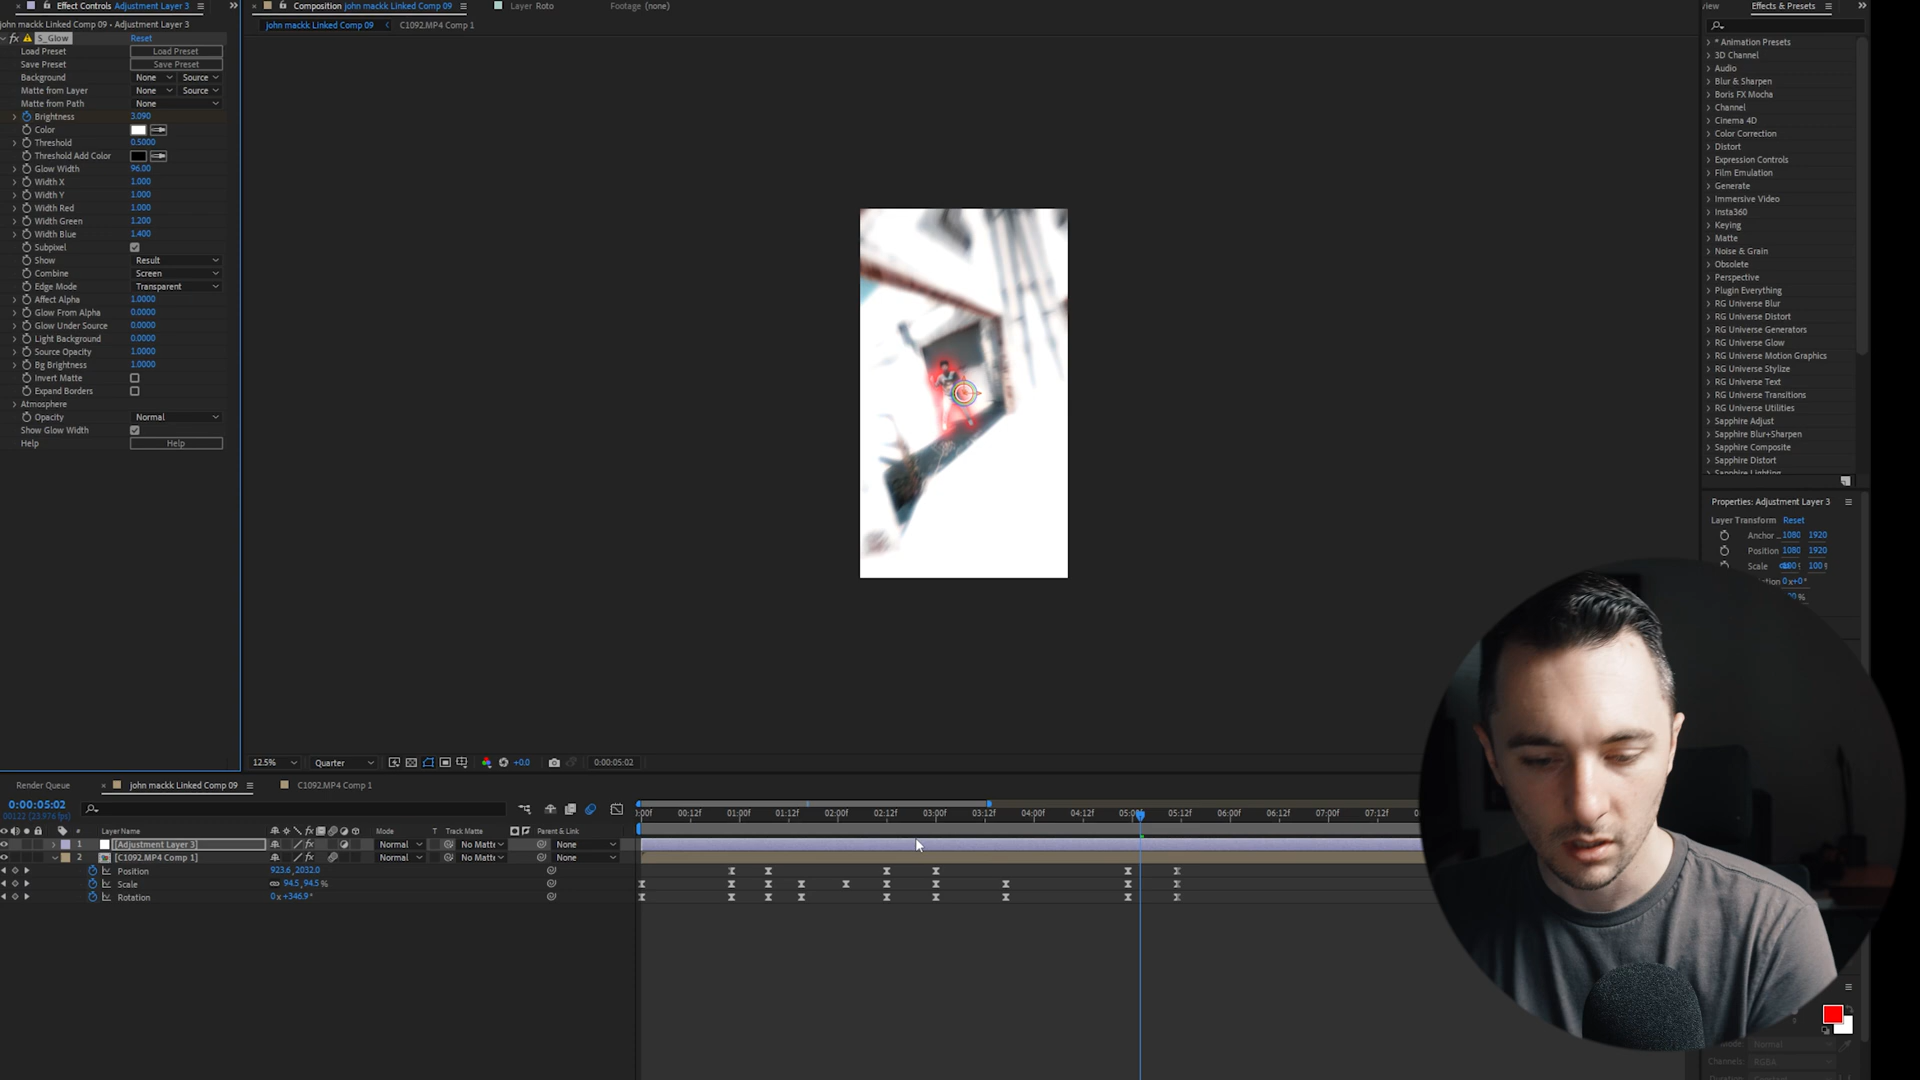 Effect Controls Adjustment Layer 3
john mackk Linked Comp 09 • Adjustment Layer 3
fx S_Glow Reset
Load Preset Load Preset
Save Preset Save Preset
Background None Source
Matte from Layer None Source
Matte from Path None
Brightness 3.090
Color
Threshold 0.5000
Threshold Add Color
Glow Width 96.00
Width X 1.000
Width Y 1.000
Width Red 1.000
Width Green 1.200
Width Blue 1.400
Subpixel
Show Result
Combine Screen
Edge Mode Transparent
Affect Alpha 1.0000
Glow From Alpha 0.0000
Glow Under Source 0.0000
Light Background 0.0000
Source Opacity 1.0000
Bg Brightness 1.0000
Invert Matte
Expand Borders
Atmosphere
Opacity Normal
Show Glow Width
Help Help
Composition john mackk Linked Comp 09
Layer Roto
Footage (none)
john mackk Linked Comp 09
C1092.MP4 Comp 1
12.5% Quarter +0.0 0:00:05:02
Effects & Presets
* Animation Presets
3D Channel
Audio
Blur & Sharpen
Boris FX Mocha
Channel
Cinema 4D
Color Correction
Distort
Expression Controls
Film Emulation
Generate
Immersive Video
Insta360
Keying
Matte
Noise & Grain
Obsolete
Perspective
Plugin Everything
RG Universe Blur
RG Universe Distort
RG Universe Generators
RG Universe Glow
RG Universe Motion Graphics
RG Universe Stylize
RG Universe Text
RG Universe Transitions
RG Universe Utilities
Sapphire Adjust
Sapphire Blur+Sharpen
Sapphire Composite
Sapphire Distort
Sapphire Lighting
Properties: Adjustment Layer 3
Layer Transform Reset
Anchor ... 1080 1920
Position 1080 1920
Scale 100 %
0x+0°
Render Queue
john mackk Linked Comp 09
C1092.MP4 Comp 1
0:00:05:02
00122 (23.976 fps)
Layer Name Mode T Track Matte Parent & Link
1 [Adjustment Layer 3] Normal No Matte None
2 [C1092.MP4 Comp 1] Normal No Matte None
Position 923.6,2032.0
Scale 94.5,94.5%
Rotation 0x+346.9°
:00f 00:12f 01:00f 01:12f 02:00f 02:12f 03:00f 03:12f 04:00f 04:12f 05:12f 06:00f 06:12f 07:00f 07:12f
Normal
Channels: RGBA